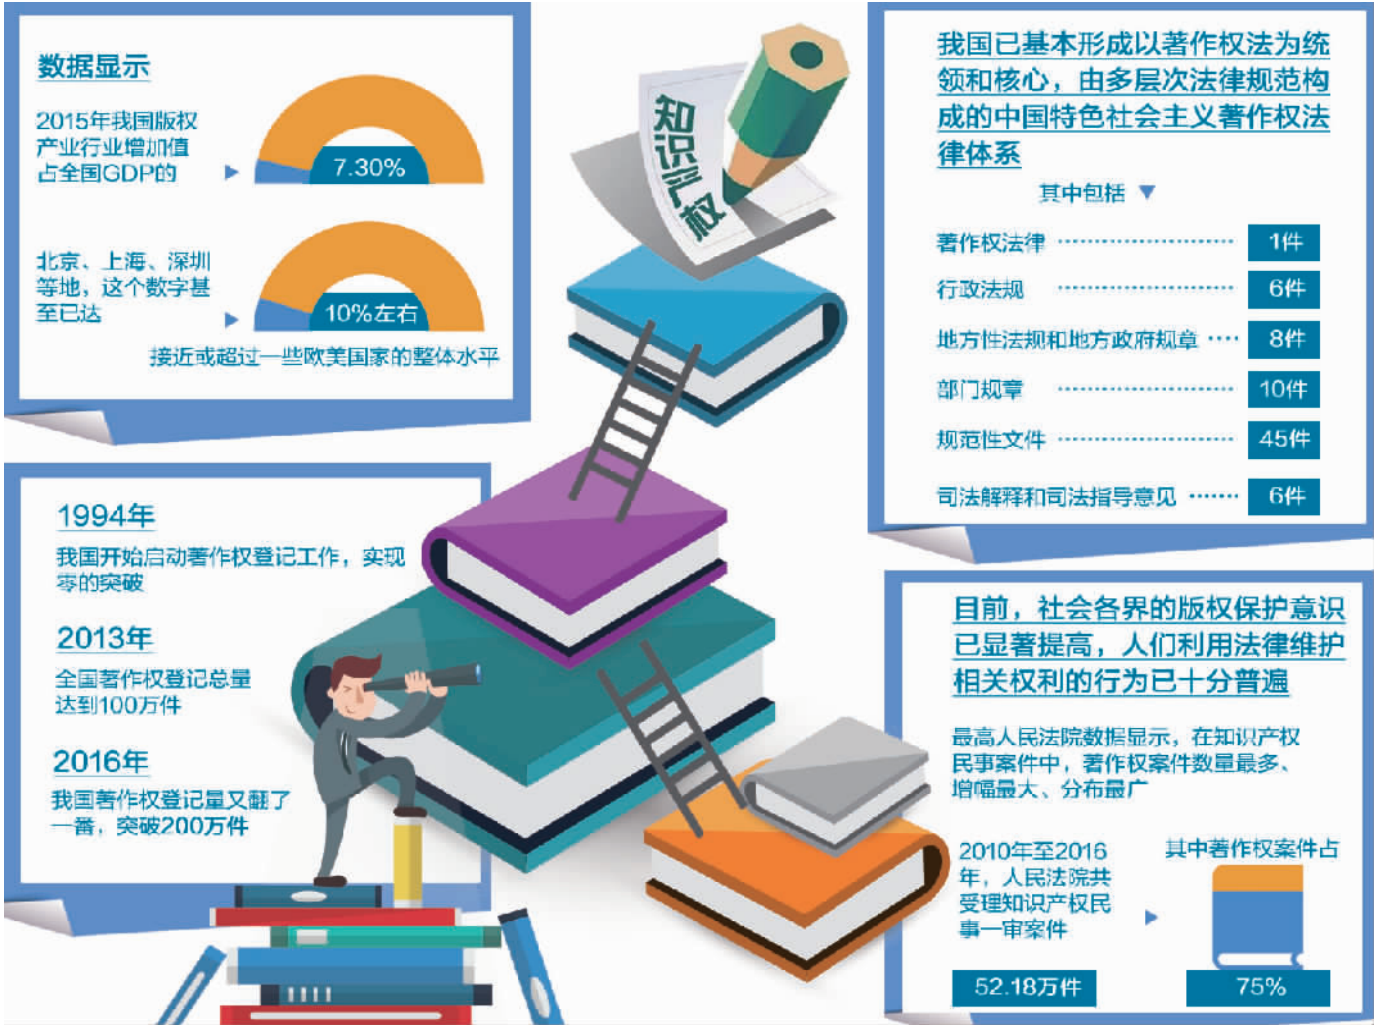 数据显示
2015年我国版权
产业行业增加值
占全国GDP的
7.30%
北京、上海、深圳
等地，这个数字甚
至已达
10%左右
接近或超过一些欧美国家的整体水平
知识产权
我国已基本形成以著作权法为统
领和核心，由多层次法律规范构
成的中国特色社会主义著作权法
律体系
其中包括
著作权法律 1件
行政法规 6件
地方性法规和地方政府规章 8件
部门规章 10件
规范性文件 45件
司法解释和司法指导意见 6件
1994年
我国开始启动著作权登记工作，实现
零的突破
2013年
全国著作权登记总量
达到100万件
2016年
我国著作权登记量又翻了
一番，突破200万件
目前，社会各界的版权保护意识
已显著提高，人们利用法律维护
相关权利的行为已十分普遍
最高人民法院数据显示，在知识产权
民事案件中，著作权案件数量最多、
增幅最大、分布最广
2010年至2016
年，人民法院共
受理知识产权民
事一审案件
52.18万件
其中著作权案件占
75%